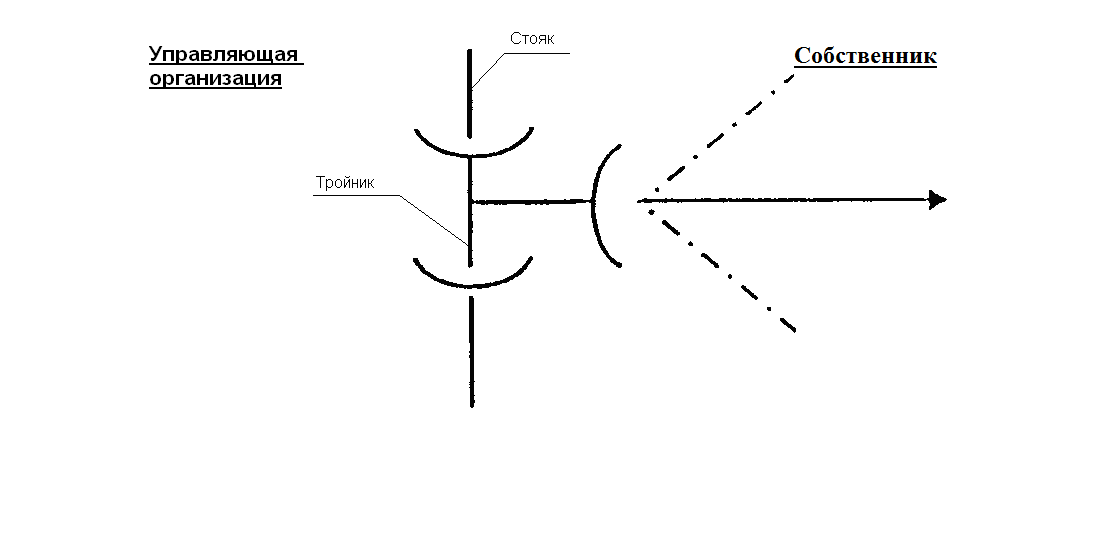 Стояк
Управляющая
организация
Собственник
Тройник